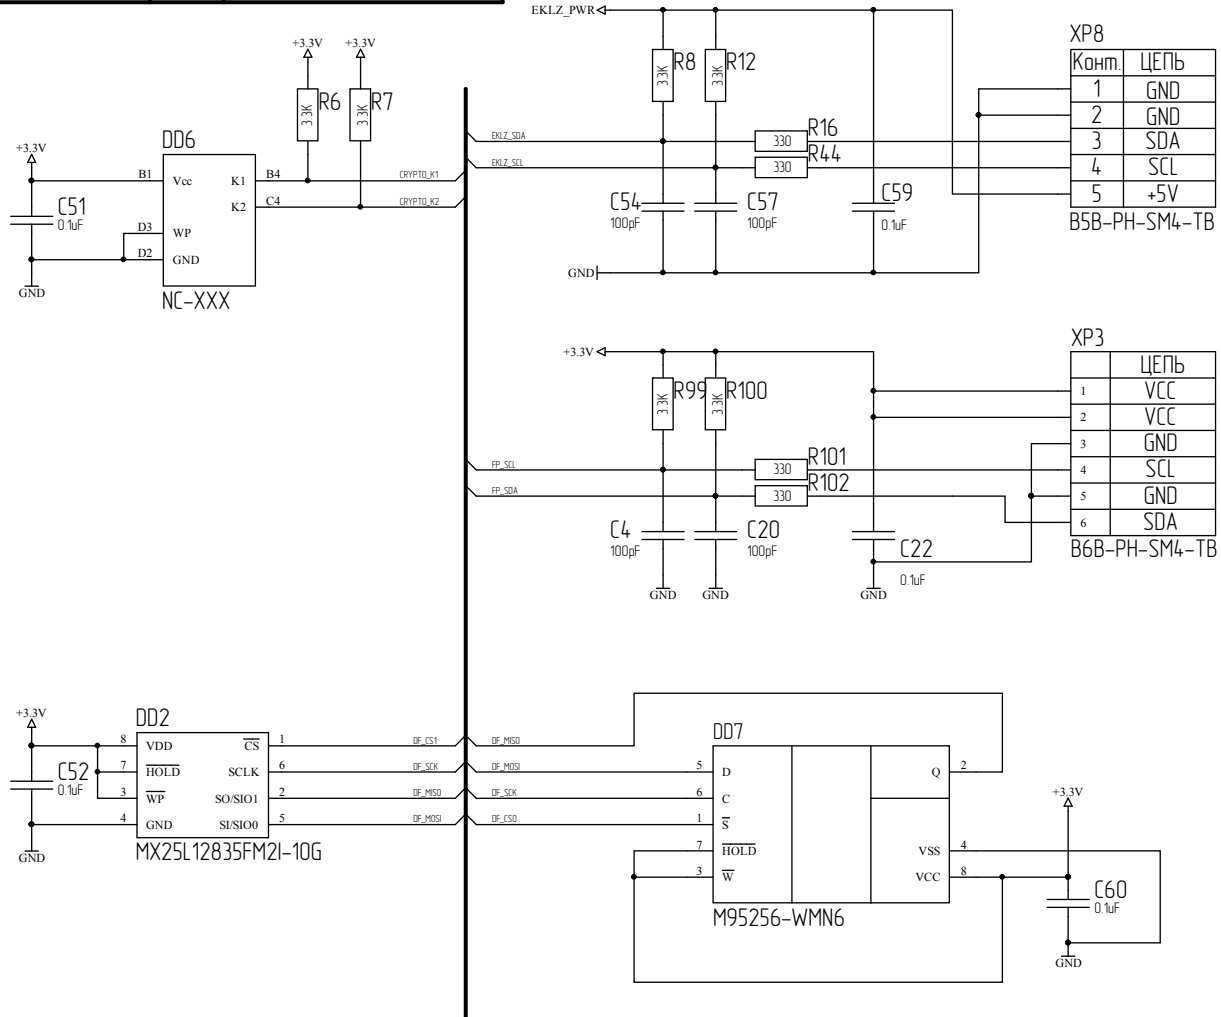 EKLZ_PWR
+3.3V
+3.3V
R6
3.3K
R7
3.3K
DD6
+3.3V
B1
Vcc
K1
B4
CRYPTO_K1
K2
C4
CRYPTO_K2
C51
0.1uF
D3
WP
D2
GND
GND
NC-XXX
R8
3.3K
R12
3.3K
EKLZ_SDA
330
R16
EKLZ_SCL
330
R44
C54
100pF
C57
100pF
C59
0.1uF
GND
XP8
Конт. ЦЕПЬ
1 GND
2 GND
3 SDA
4 SCL
5 +5V
B5B-PH-SM4-TB
+3.3V
R99
3.3K
R100
3.3K
FP_SCL
330
R101
FP_SDA
330
R102
C4
100pF
C20
100pF
C22
0.1uF
GND
GND
GND
XP3
ЦЕПЬ
1 VCC
2 VCC
3 GND
4 SCL
5 GND
6 SDA
B6B-PH-SM4-TB
+3.3V
DD2
C52
0.1uF
GND
8 VDD CS 1 DF_CS1
7 HOLD SCLK 6 DF_SCK
3 WP SO/SIO1 2 DF_MISO
4 GND SI/SIO0 5 DF_MOSI
MX25L12835FM2I-10G
DF_MISO
DF_MOSI
DF_SCK
DF_CS0
DD7
5 D Q 2
6 C
1 S
7 HOLD VSS 4
3 W VCC 8
M95256-WMN6
+3.3V
C60
0.1uF
GND